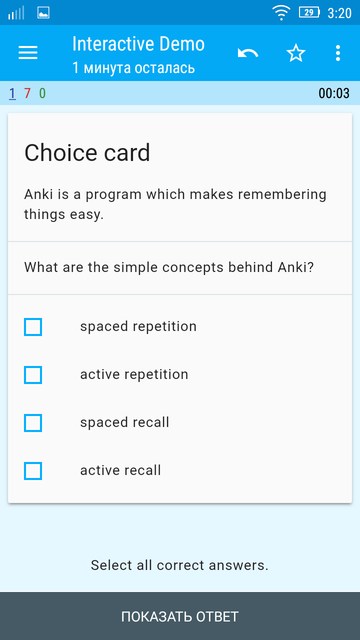 29 3:20
Interactive Demo
1 минута осталась
1 7 0 00:03
Choice card
Anki is a program which makes remembering
things easy.
What are the simple concepts behind Anki?
spaced repetition
active repetition
spaced recall
active recall
Select all correct answers.
ПОКАЗАТЬ ОТВЕТ